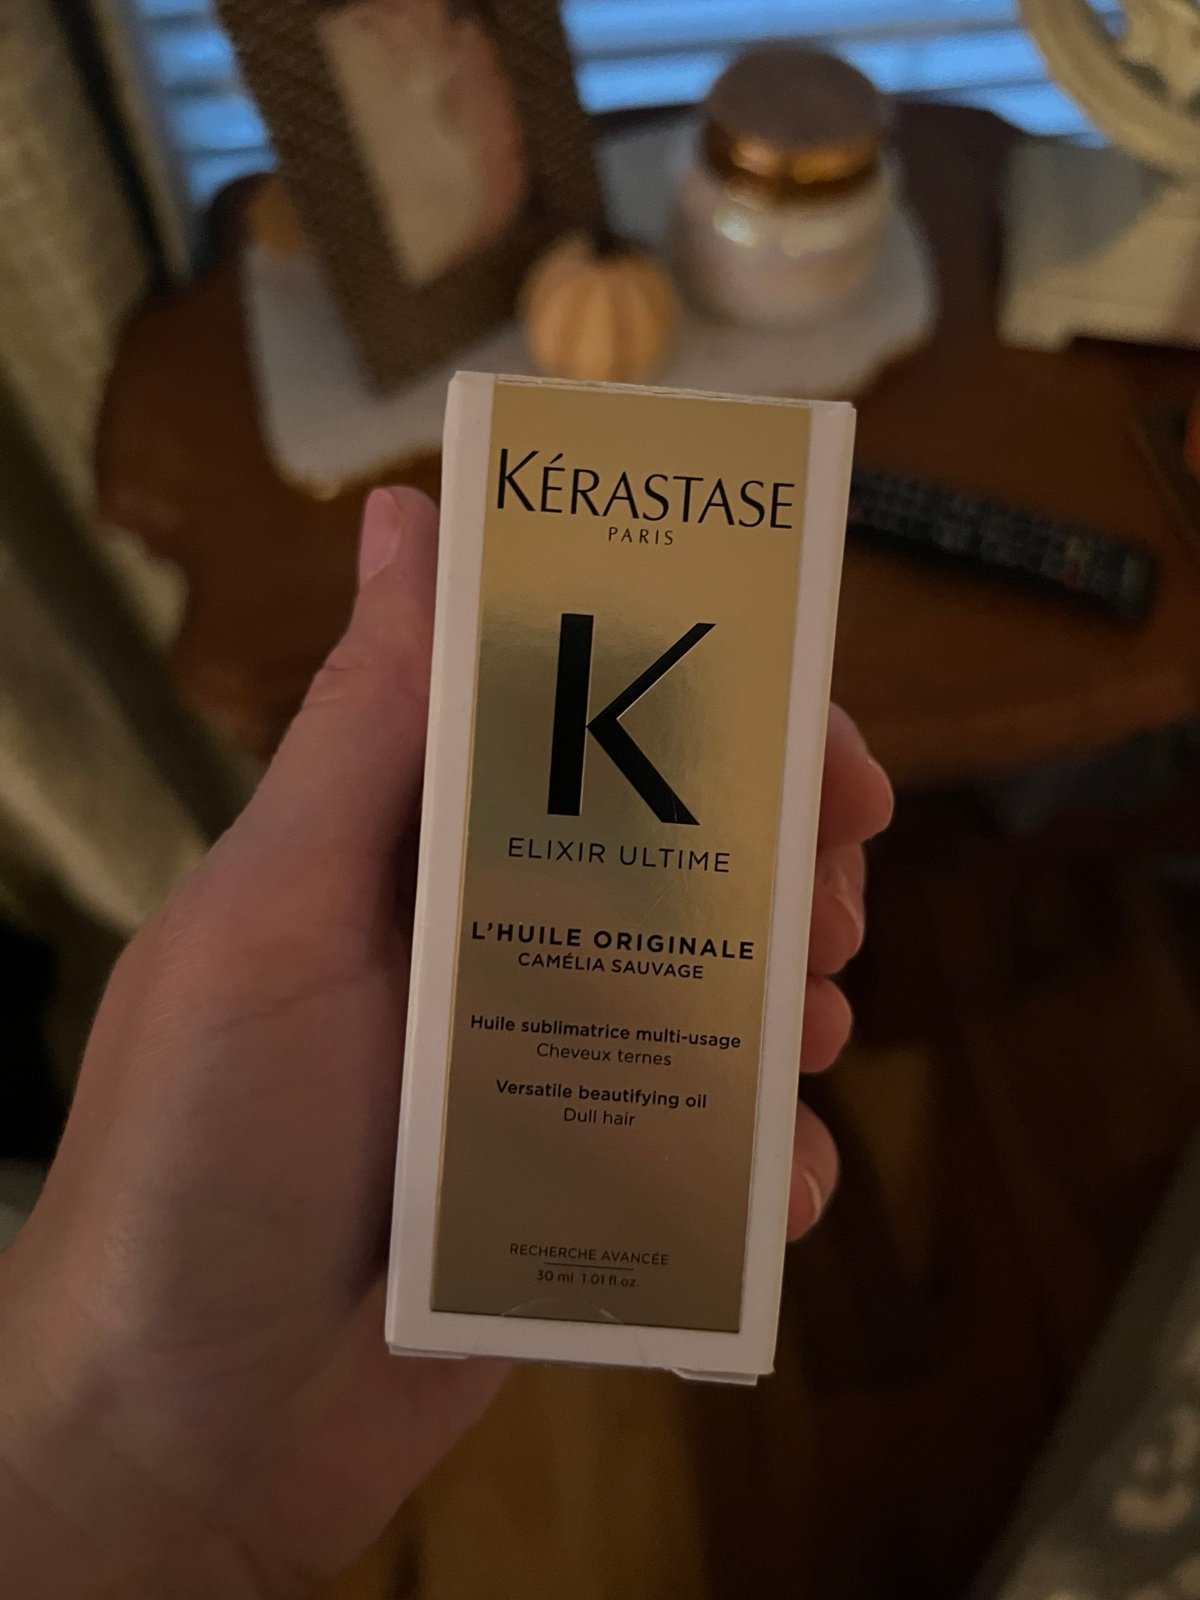 KÉRASTASE
PARIS
K
ELIXIR ULTIME
L'HUILE ORIGINALE
CAMÉLIA SAUVAGE
Huile sublimatrice multi-usage
Cheveux ternes
Versatile beautifying oil
Dull hair
RECHERCHE AVANCÉE
30 ml 1.01 fl.oz.